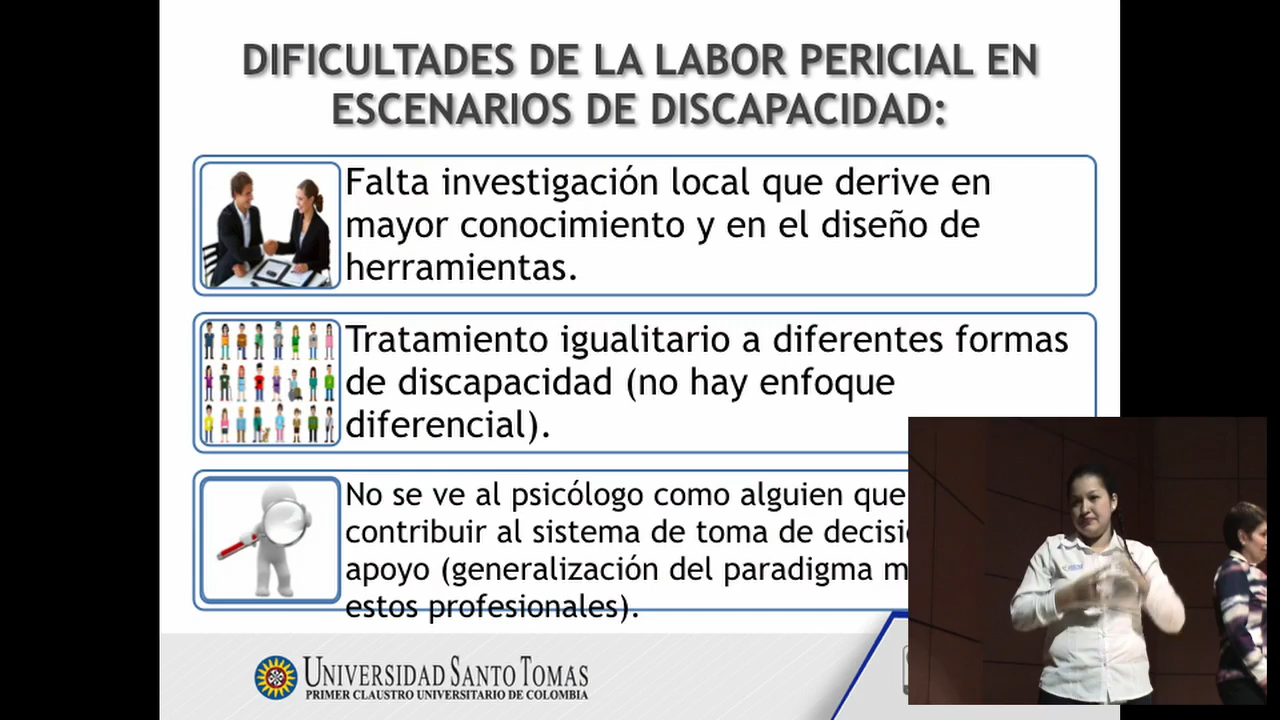 DIFICULTADES DE LA LABOR PERICIAL EN
ESCENARIOS DE DISCAPACIDAD:
Falta investigación local que derive en
mayor conocimiento y en el diseño de
herramientas.
Tratamiento igualitario a diferentes formas
de discapacidad (no hay enfoque
diferencial).
No se ve al psicólogo como alguien que
contribuir al sistema de toma de
apoyo (generalización del paradigma
estos profesionales).
UNIVERSIDAD SANTO TOMAS
PRIMER CLAUSTRO UNIVERSITARIO DE COLOMBIA